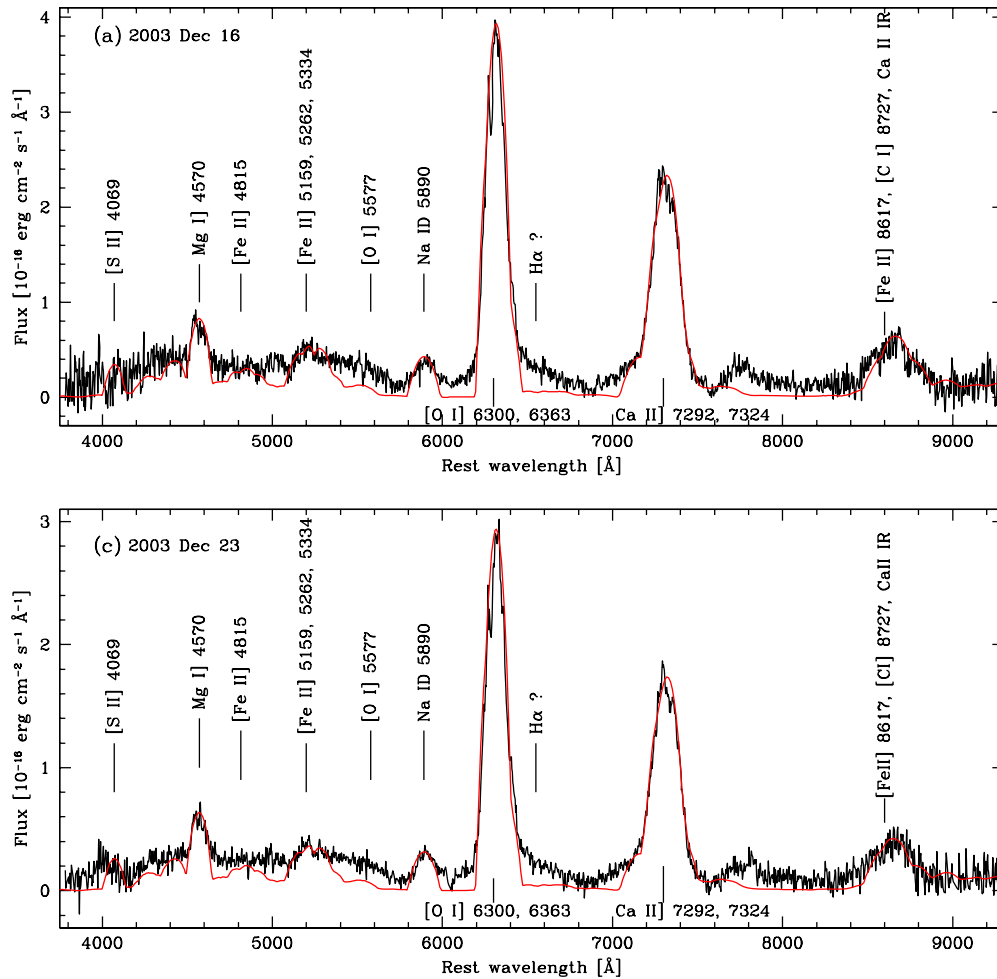 (a) 2003 Dec 16
Flux [10⁻¹⁶ erg cm⁻² s⁻¹ Å⁻¹]
4
3
2
1
0
[S II] 4069
Mg I] 4570
[Fe II] 4815
[Fe II] 5159, 5262, 5334
[O I] 5577
Na ID 5890
Hα ?
[Fe II] 8617, [C I] 8727, Ca II IR
[O I] 6300, 6363
Ca II] 7292, 7324
4000 5000 6000 7000 8000 9000
Rest wavelength [Å]
(c) 2003 Dec 23
Flux [10⁻¹⁶ erg cm⁻² s⁻¹ Å⁻¹]
3
2
1
0
[S II] 4069
Mg I] 4570
[Fe II] 4815
[Fe II] 5159, 5262, 5334
[O I] 5577
Na ID 5890
Hα ?
[FeII] 8617, [CI] 8727, CaII IR
[O I] 6300, 6363
Ca II] 7292, 7324
4000 5000 6000 7000 8000 9000
Rest wavelength [Å]